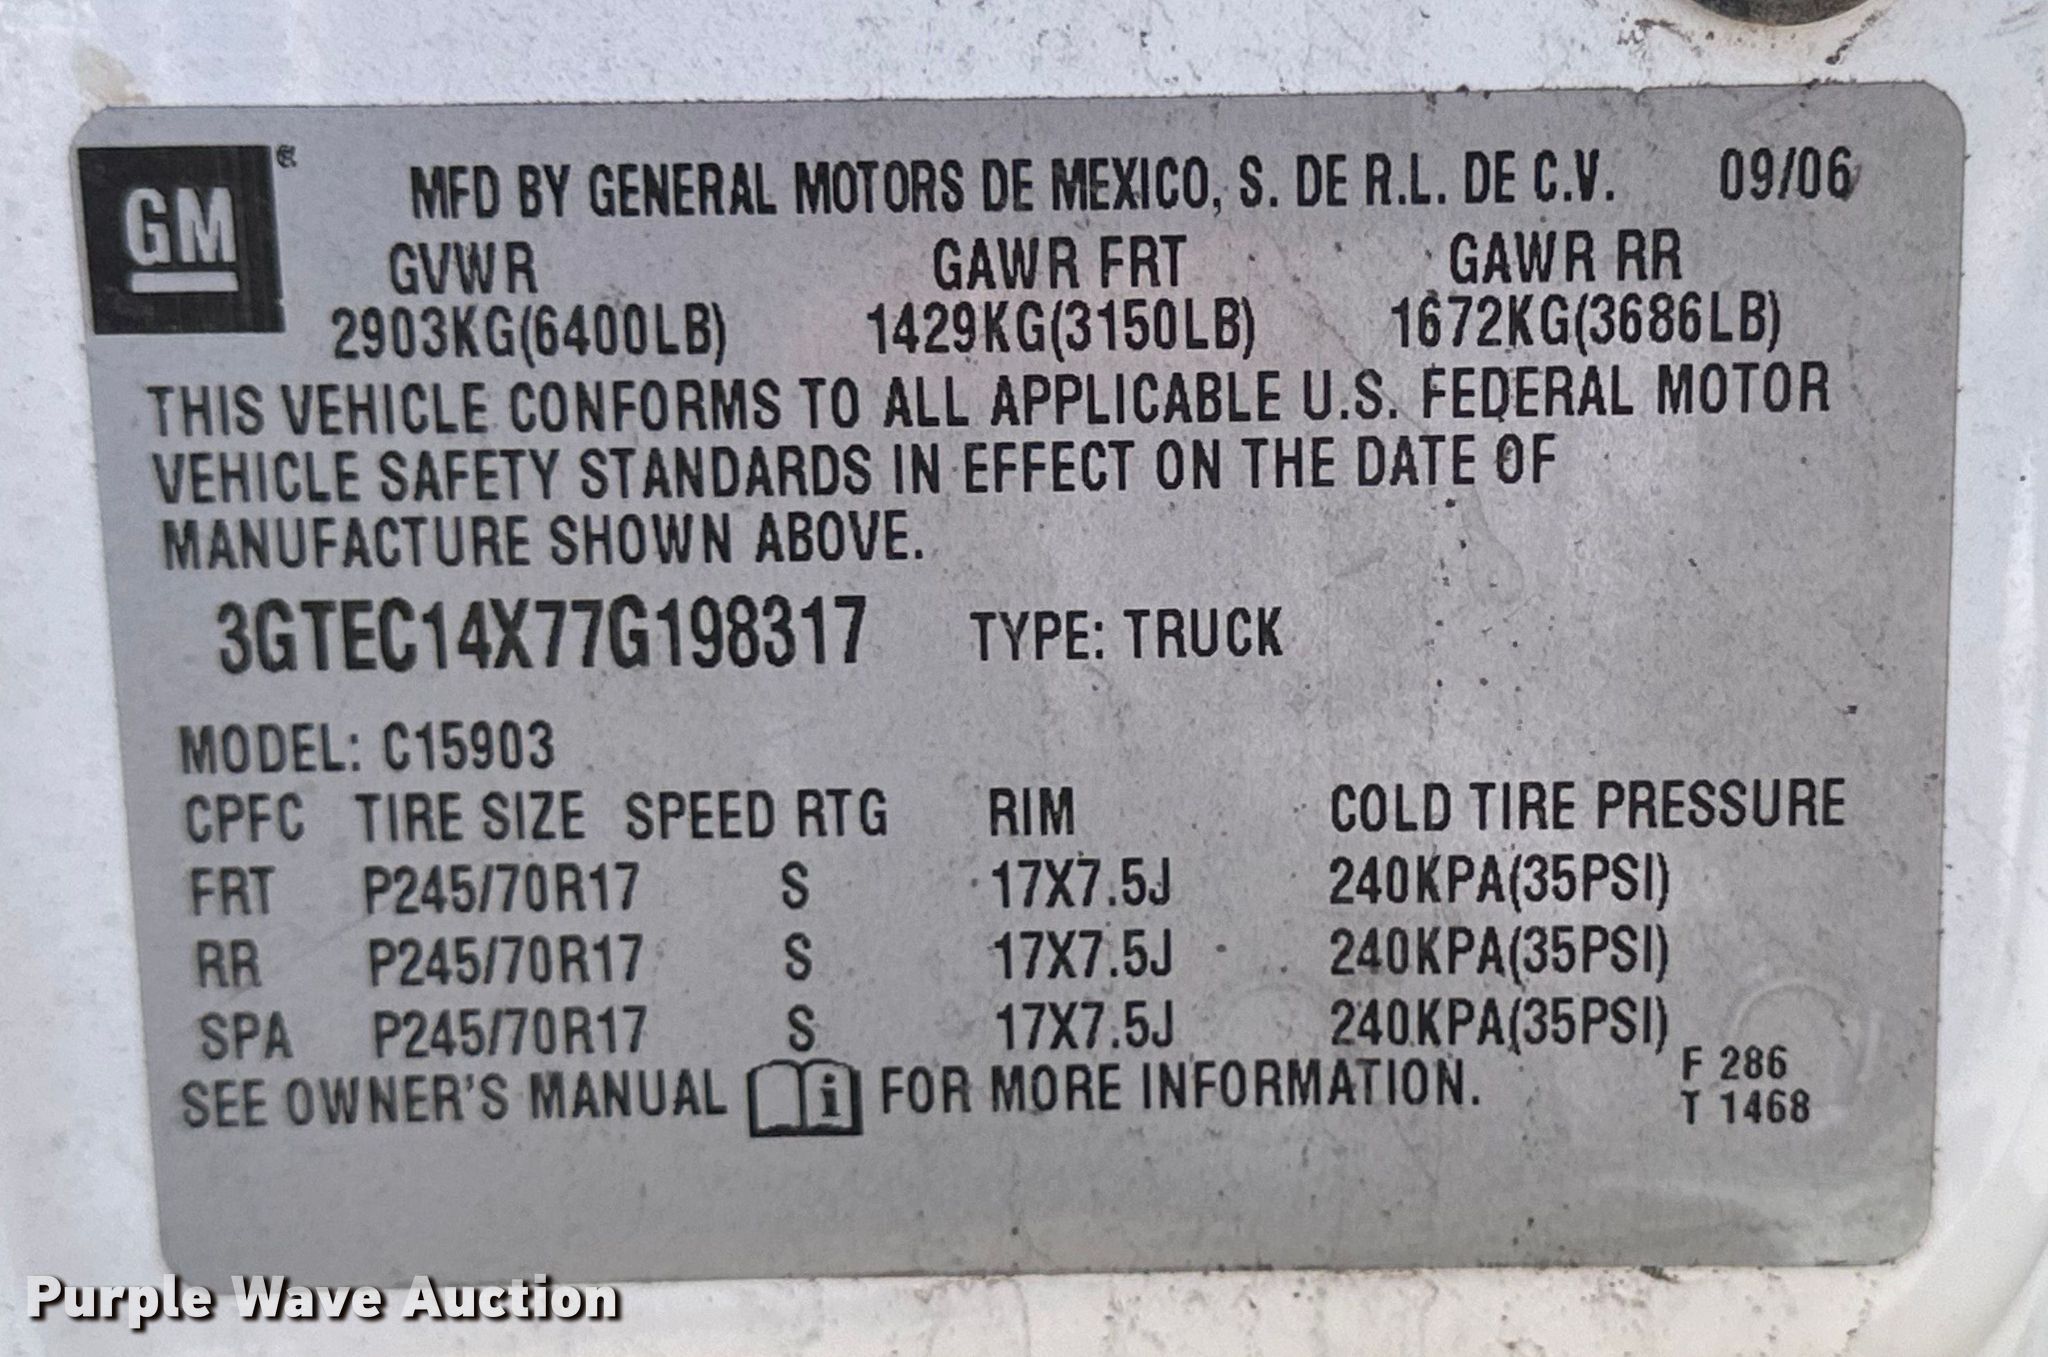 GM®
MFD BY GENERAL MOTORS DE MEXICO, S. DE R.L. DE C.V. 09/06
GVWR GAWR FRT GAWR RR
2903KG(6400LB) 1429KG(3150LB) 1672KG(3686LB)
THIS VEHICLE CONFORMS TO ALL APPLICABLE U.S. FEDERAL MOTOR
VEHICLE SAFETY STANDARDS IN EFFECT ON THE DATE OF
MANUFACTURE SHOWN ABOVE.
3GTEC14X77G198317 TYPE: TRUCK
MODEL: C15903
CPFC TIRE SIZE SPEED RTG RIM COLD TIRE PRESSURE
FRT P245/70R17 S 17X7.5J 240KPA(35PSI)
RR P245/70R17 S 17X7.5J 240KPA(35PSI)
SPA P245/70R17 S 17X7.5J 240KPA(35PSI)
SEE OWNER'S MANUAL i FOR MORE INFORMATION.
F 286
T 1468
Purple Wave Auction